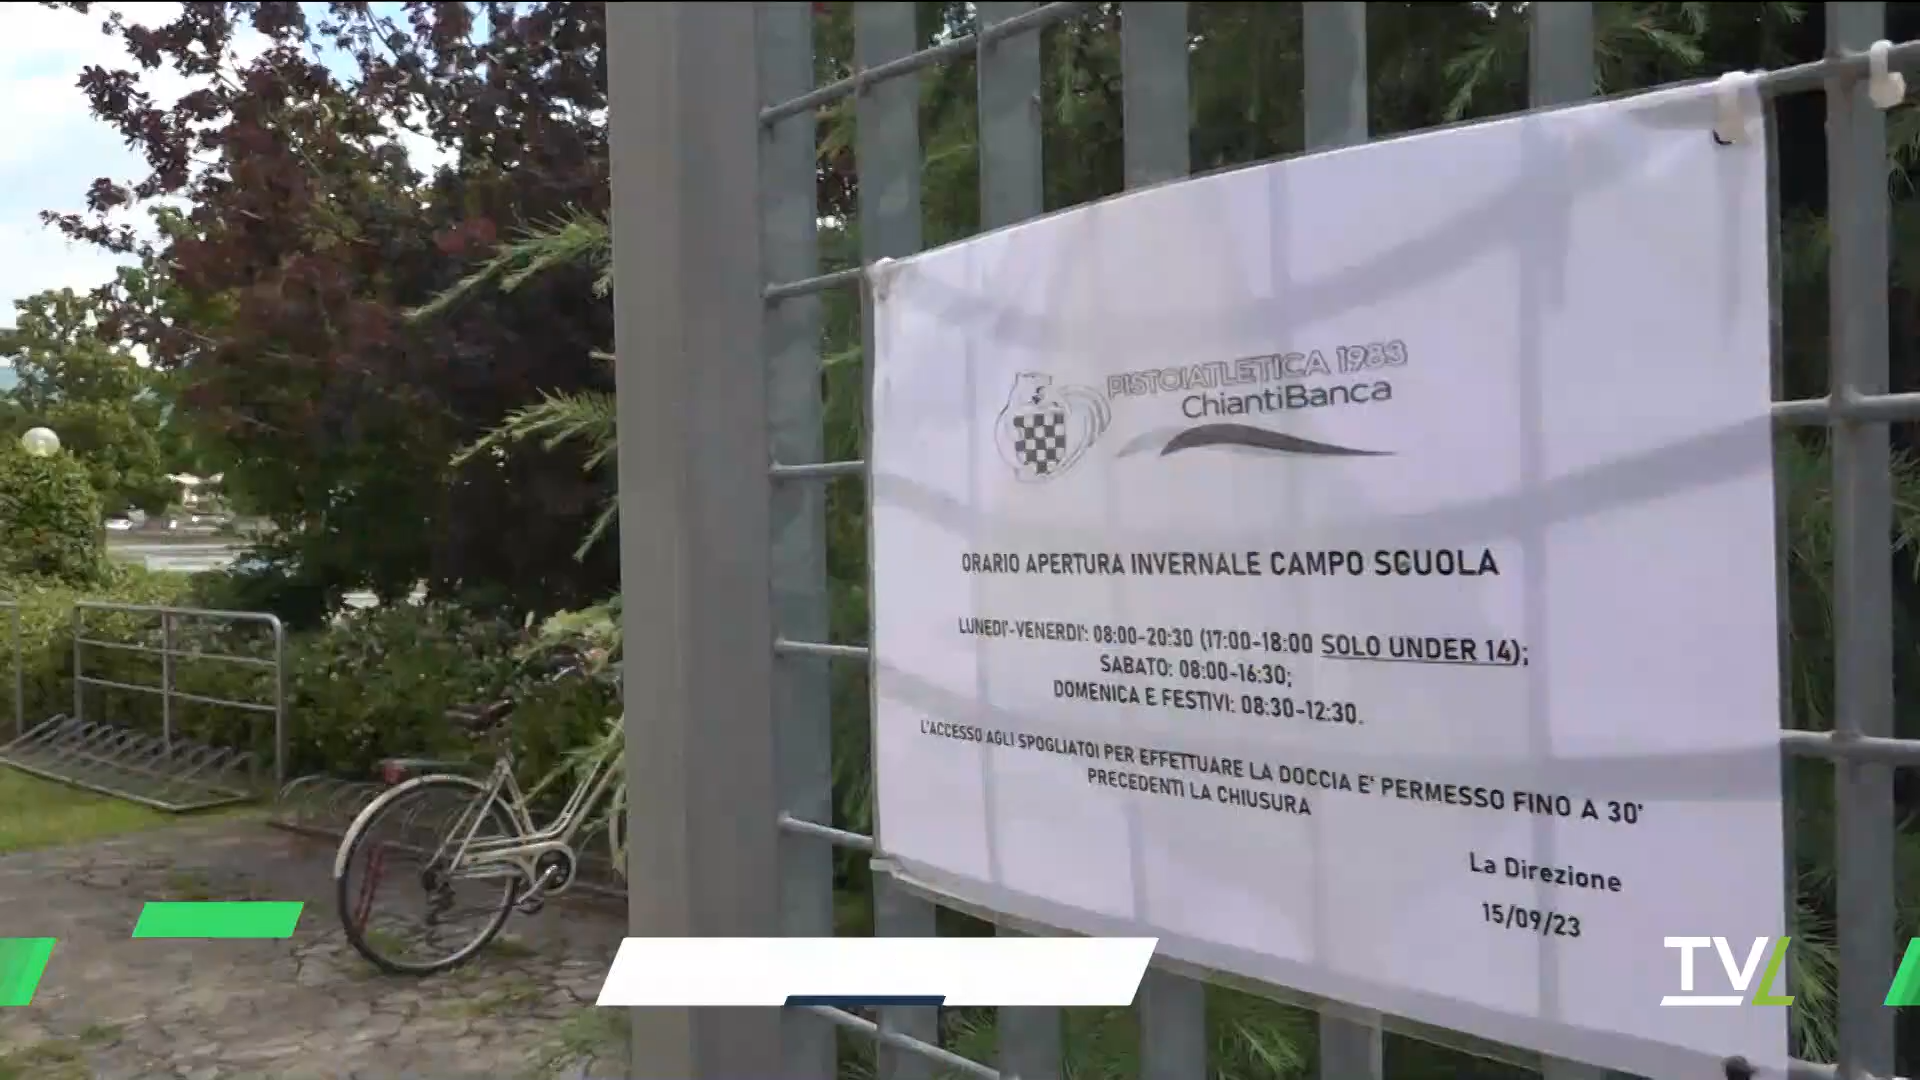 PISTOIATLETICA 1983
ChiantiBanca
ORARIO APERTURA INVERNALE CAMPO SCUOLA
LUNEDI'-VENERDI': 08:00-20:30 (17:00-18:00 SOLO UNDER 14);
SABATO: 08:00-16:30;
DOMENICA E FESTIVI: 08:30-12:30.
L'ACCESSO AGLI SPOGLIATOI PER EFFETTUARE LA DOCCIA E' PERMESSO FINO A 30'
PRECEDENTI LA CHIUSURA
La Direzione
15/09/23
TVL